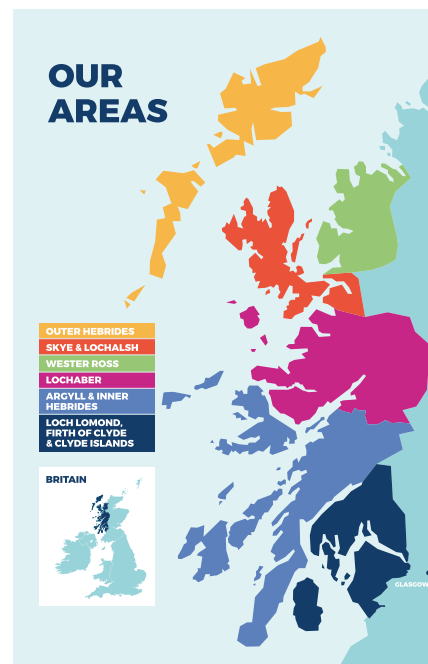 OUR
AREAS
OUTER HEBRIDES
SKYE & LOCHALSH
WESTER ROSS
LOCHABER
ARGYLL & INNER
HEBRIDES
LOCH LOMOND,
FIRTH OF CLYDE
& CLYDE ISLANDS
BRITAIN
GLASGOW